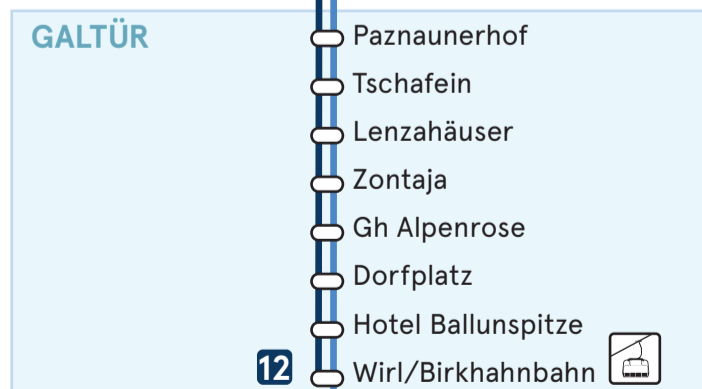 GALTÜR
Paznaunerhof
Tschafein
Lenzahäuser
Zontaja
Gh Alpenrose
Dorfplatz
Hotel Ballunspitze
12 Wirl/Birkhahnbahn